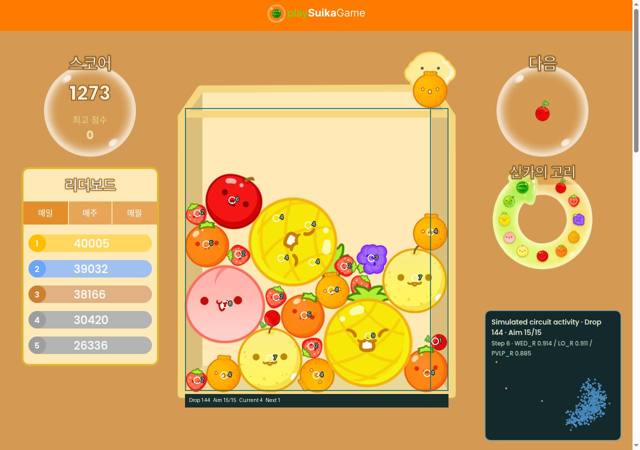 playSuikaGame
스코어
1273
최고 점수
0
다음
신카의 고리
리더보드
매일
매주
매월
1 40005
2 39032
3 38166
4 30420
5 26336
Simulated circuit activity · Drop
144 · Aim 15/15
Step 6 · WED_R 0.914 / LO_R 0.911 /
PVLP_R 0.885
Drop 144 Aim 15/15 Current 4 Next 1